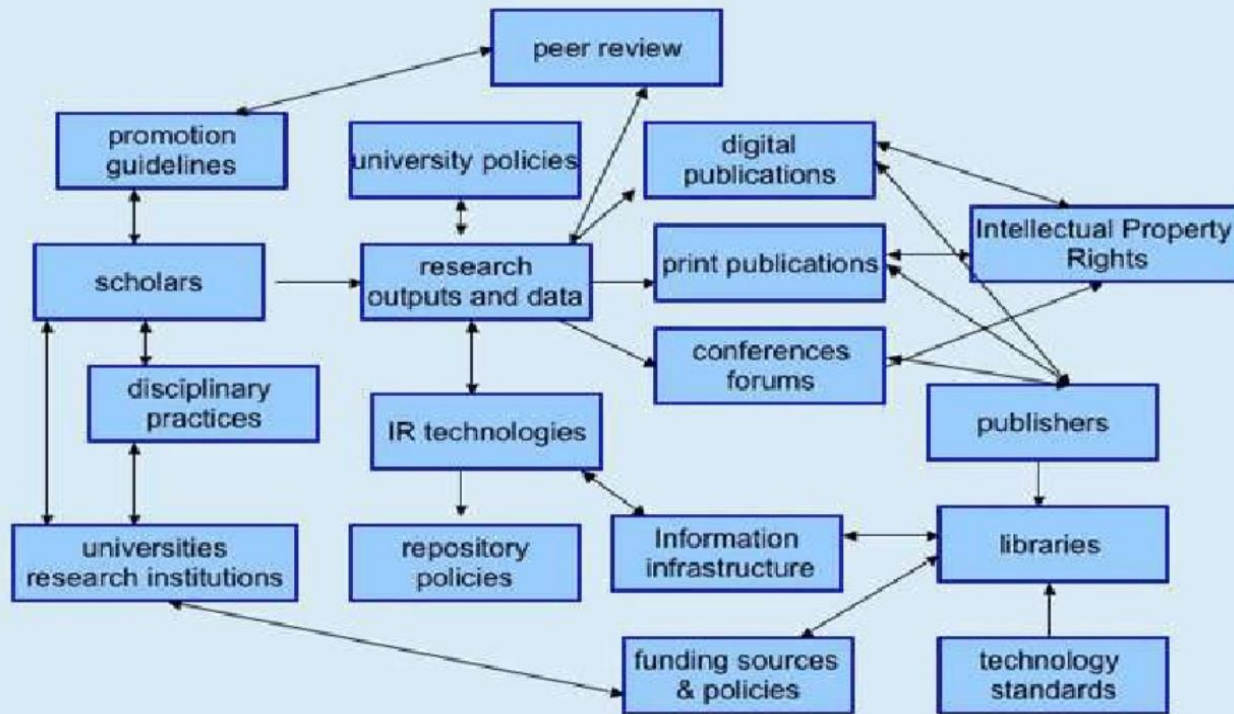 peer review
promotion
guidelines
university policies
digital
publications
Intellectual Property
Rights
scholars
research
outputs and data
print publications
conferences
forums
disciplinary
practices
IR technologies
publishers
universities
research institutions
repository
policies
Information
infrastructure
libraries
funding sources
& policies
technology
standards